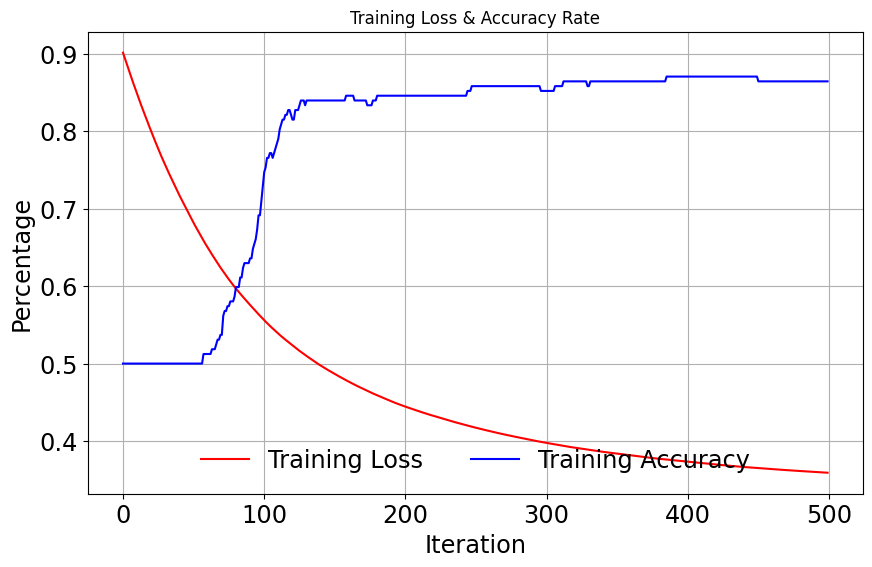 Training Loss & Accuracy Rate
Percentage
0.9
0.8
0.7
0.6
0.5
0.4
Training Loss
Training Accuracy
0
100
200
300
400
500
Iteration